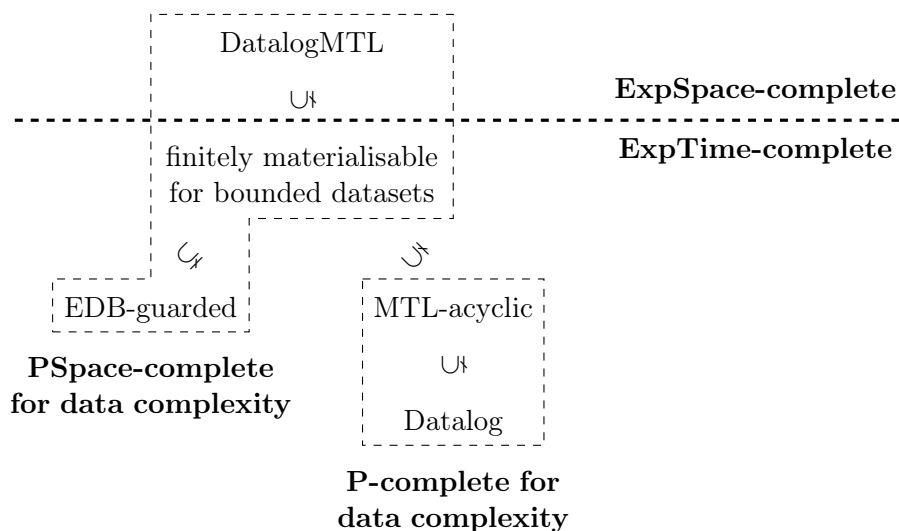 DatalogMTL
∪∤
ExpSpace-complete
ExpTime-complete
finitely materialisable
for bounded datasets
∪∤
∪∤
EDB-guarded
MTL-acyclic
PSpace-complete
for data complexity
∪∤
Datalog
P-complete for
data complexity